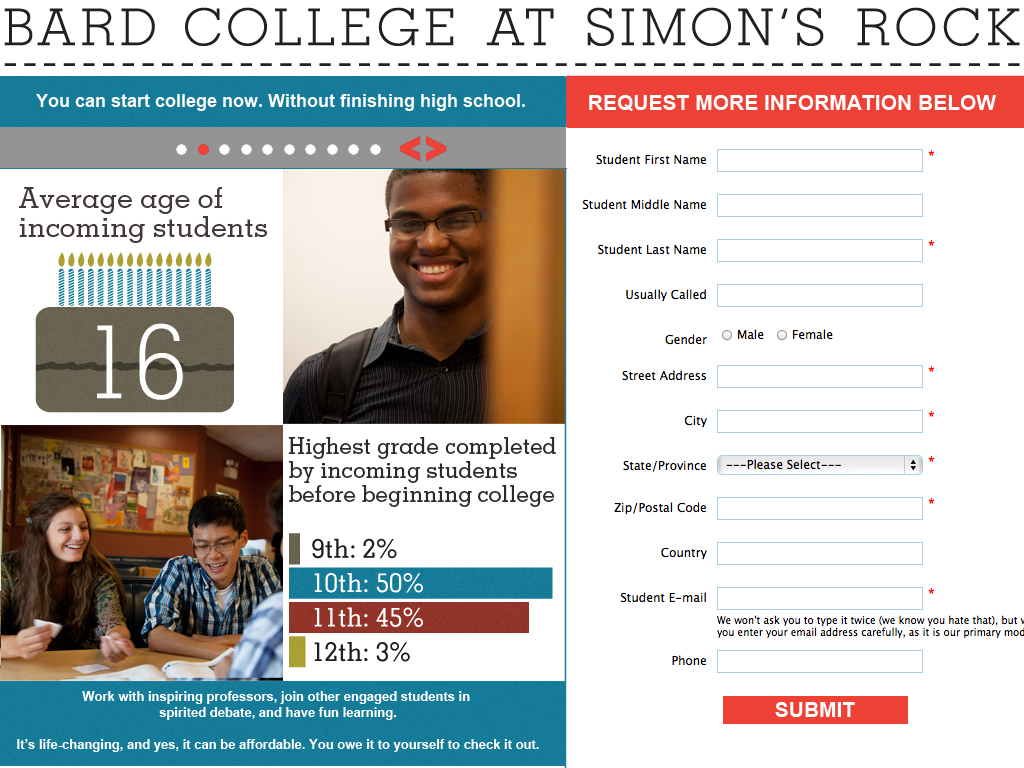 BARD COLLEGE AT SIMON'S ROCK
You can start college now. Without finishing high school.
< >
Average age of
incoming students
16
Highest grade completed
by incoming students
before beginning college
9th: 2%
10th: 50%
11th: 45%
12th: 3%
Work with inspiring professors, join other engaged students in
spirited debate, and have fun learning.
It's life-changing, and yes, it can be affordable. You owe it to yourself to check it out.
REQUEST MORE INFORMATION BELOW
Student First Name *
Student Middle Name
Student Last Name *
Usually Called
Gender Male Female
Street Address *
City *
State/Province ---Please Select--- *
Zip/Postal Code *
Country
Student E-mail *
We won't ask you to type it twice (we know you hate that), but
you enter your email address carefully, as it is our primary
Phone
SUBMIT